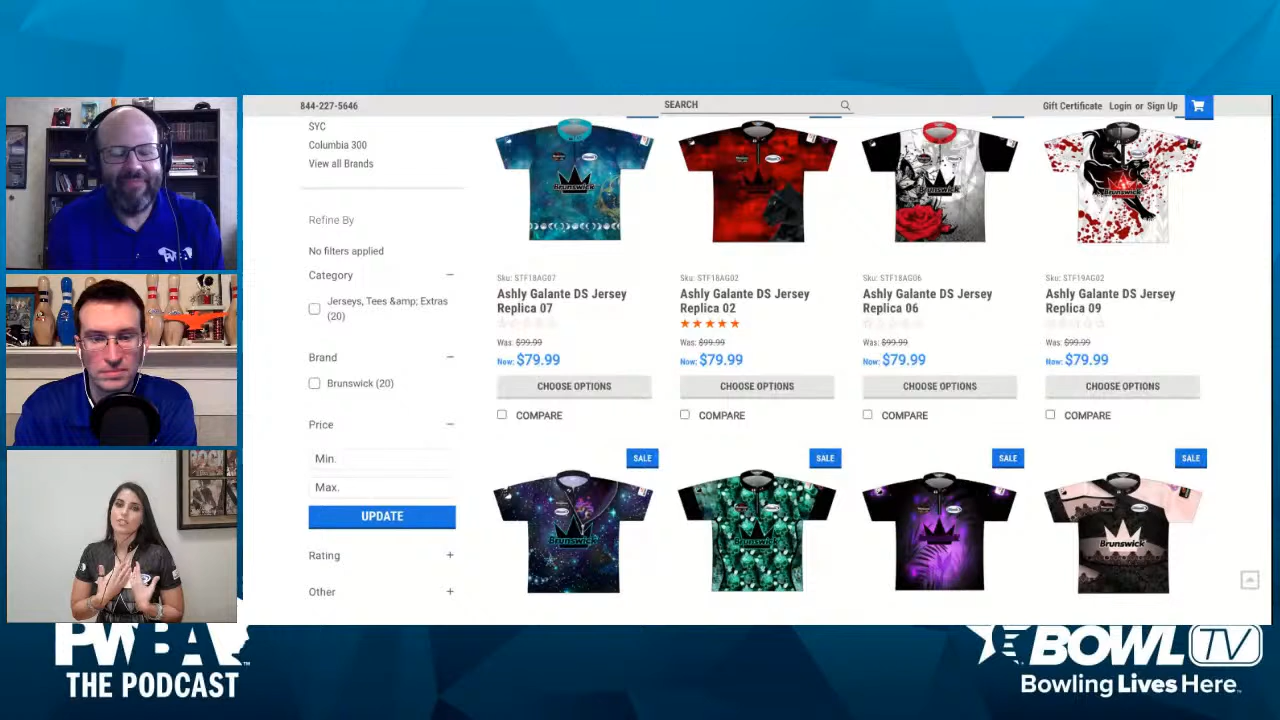 844-227-5646
SEARCH
Gift Certificate Login or Sign Up
SYC
Columbia 300
View all Brands
Refine By
No filters applied
Category
Jerseys, Tees &amp; Extras
(20)
Brand
Brunswick (20)
Price
Min.
Max.
UPDATE
Rating
Other
Brunswick
Brunswick
Brunswick
Sku: STF18AG07
Ashly Galante DS Jersey
Replica 07
Was: $99.99
Now: $79.99
CHOOSE OPTIONS
COMPARE
Sku: STF18AG02
Ashly Galante DS Jersey
Replica 02
Was: $99.99
Now: $79.99
CHOOSE OPTIONS
COMPARE
Sku: STF18AG06
Ashly Galante DS Jersey
Replica 06
Was: $99.99
Now: $79.99
CHOOSE OPTIONS
COMPARE
Sku: STF19AG02
Ashly Galante DS Jersey
Replica 09
Was: $99.99
Now: $79.99
CHOOSE OPTIONS
COMPARE
SALE
SALE
SALE
SALE
Brunswick
Brunswick
Brunswick
Brunswick
PWBA
THE PODCAST
BOWL TV
Bowling Lives Here